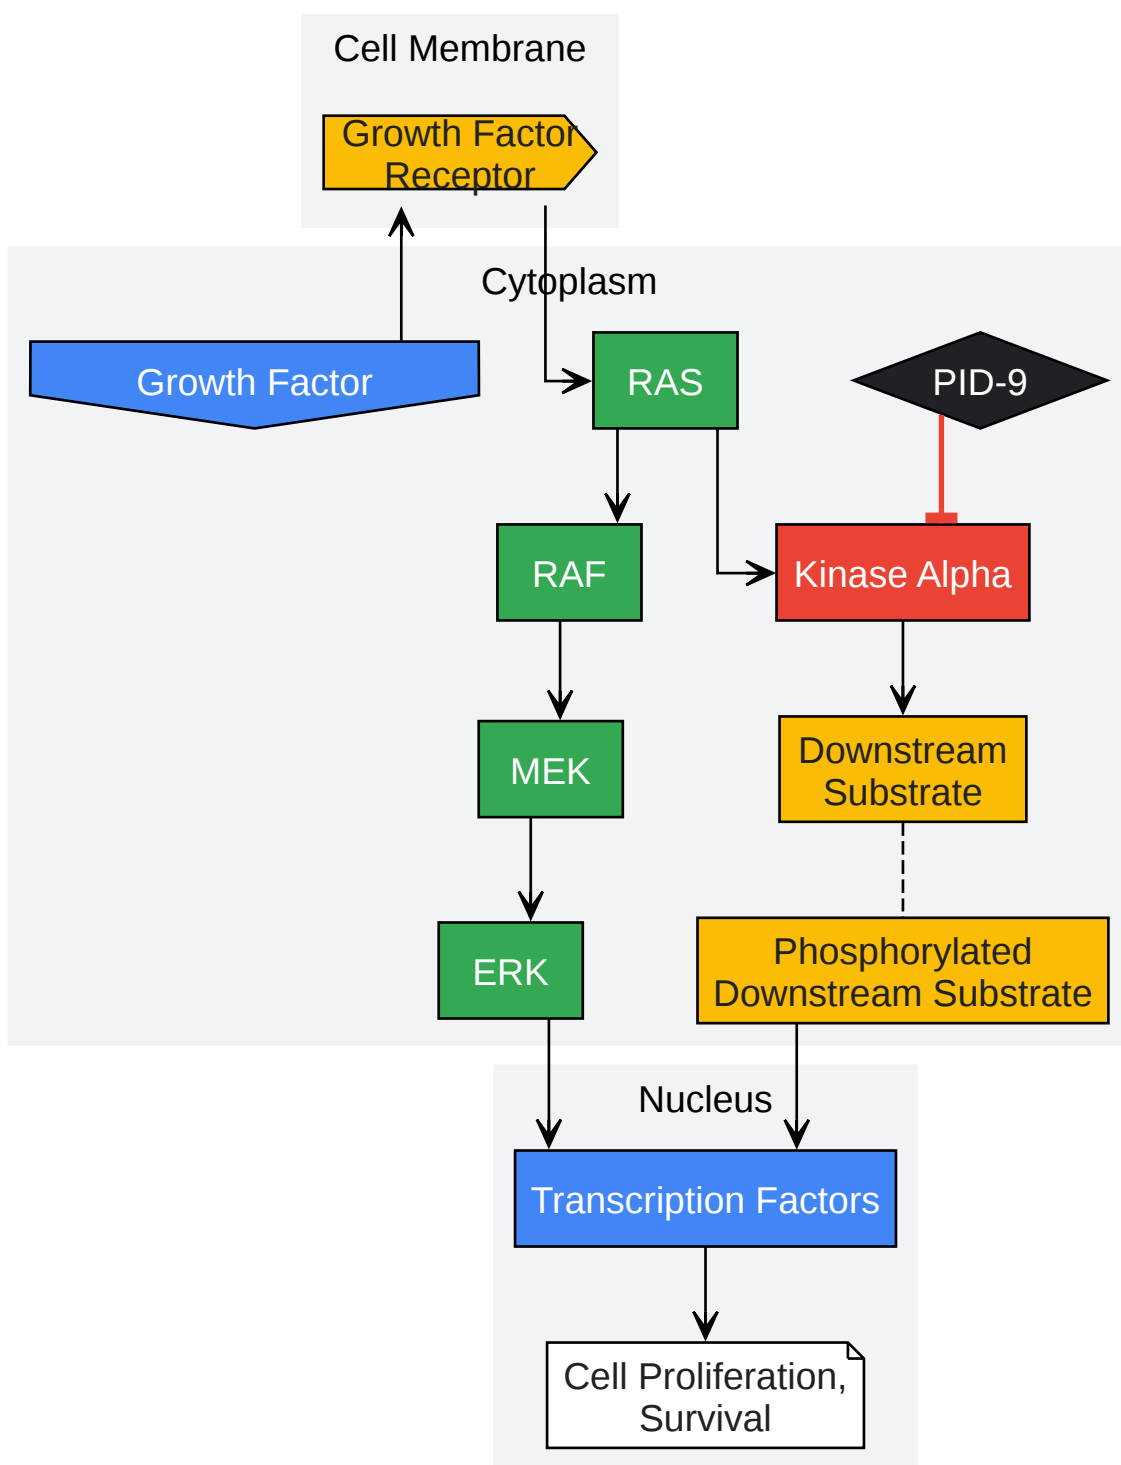 Cell Membrane
Growth Factor
Receptor
Cytoplasm
Growth Factor
RAS
PID-9
RAF
Kinase Alpha
MEK
Downstream
Substrate
ERK
Phosphorylated
Downstream Substrate
Nucleus
Transcription Factors
Cell Proliferation,
Survival